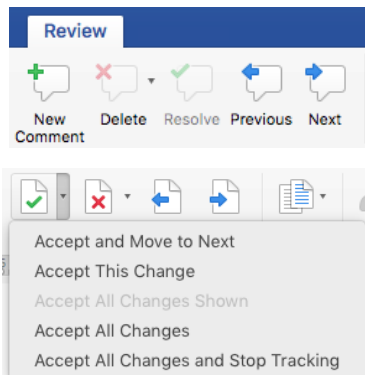 Review
New Comment Delete Resolve Previous Next
Accept and Move to Next
Accept This Change
Accept All Changes Shown
Accept All Changes
Accept All Changes and Stop Tracking